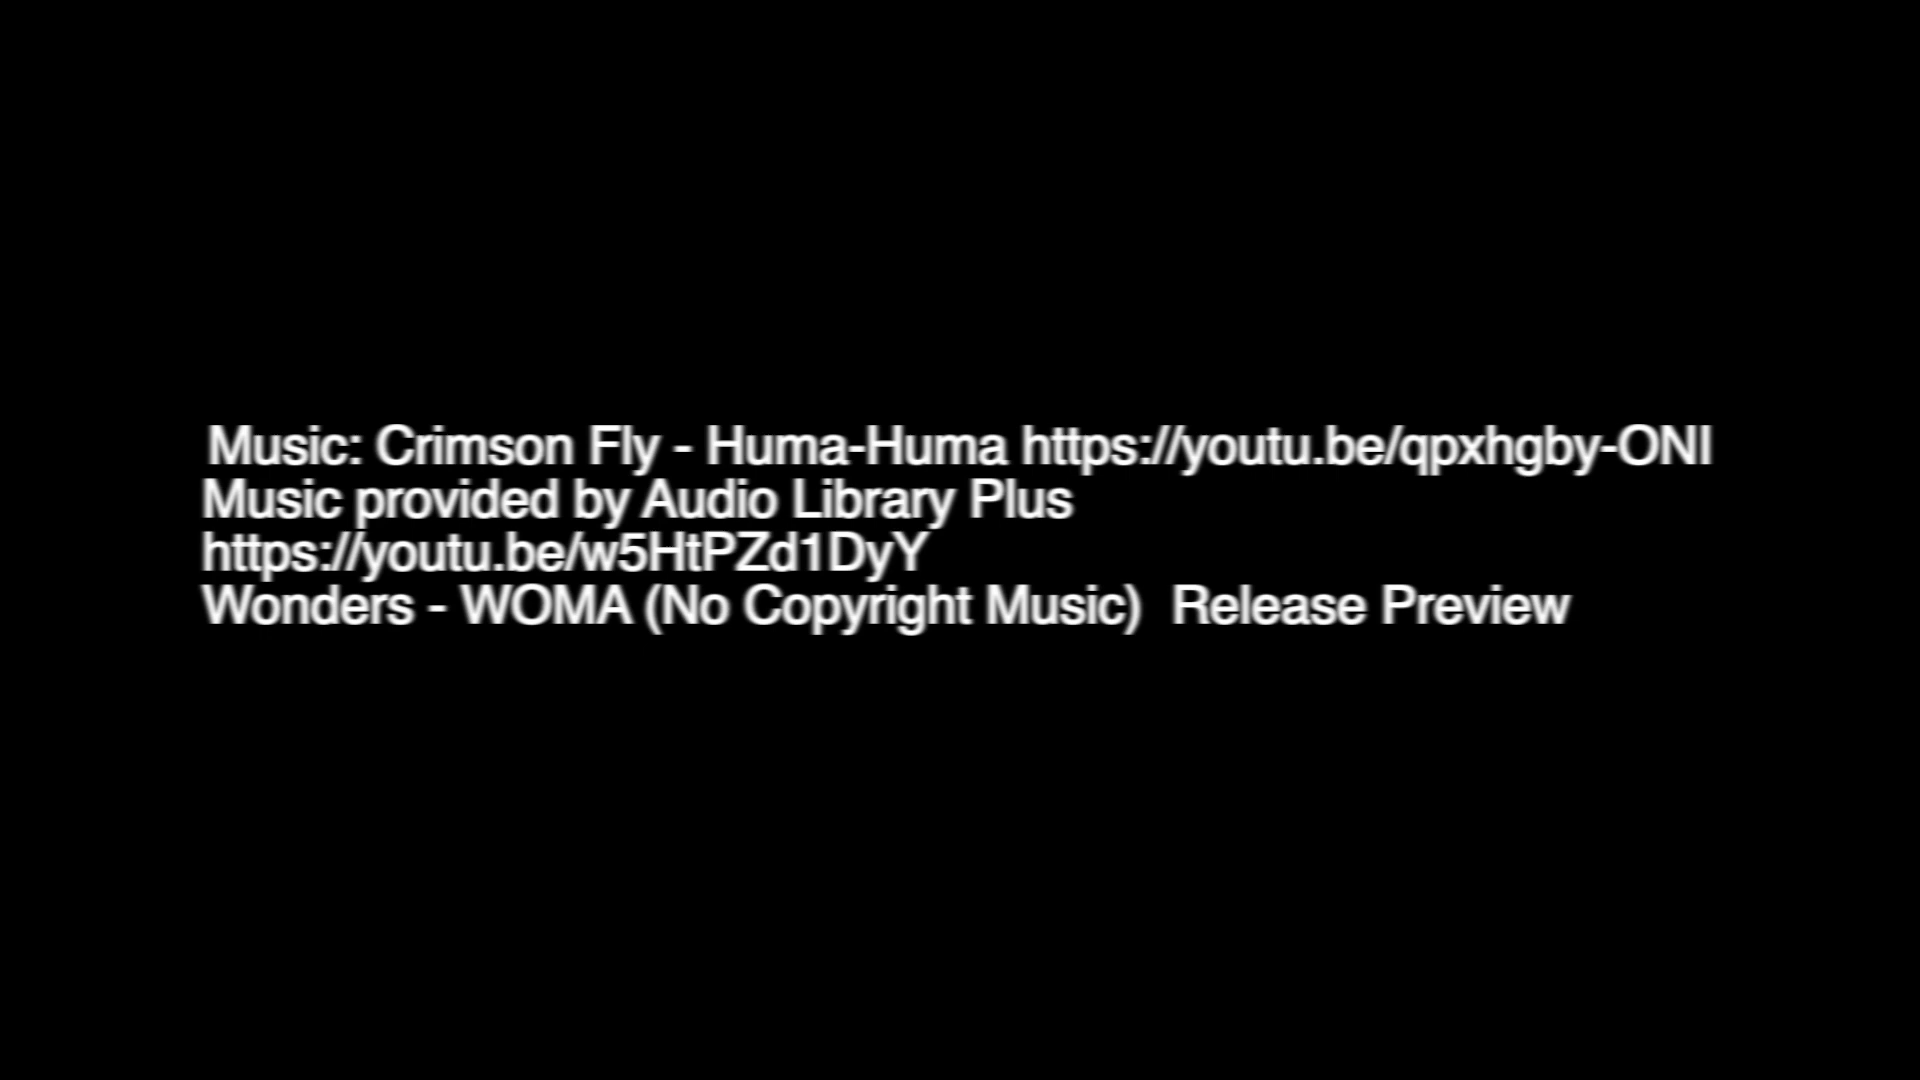 Music: Crimson Fly - Huma-Huma https://youtu.be/qpxhgby-ONI
Music provided by Audio Library Plus
https://youtu.be/w5HtPZd1DyY
Wonders - WOMA (No Copyright Music)  Release Preview